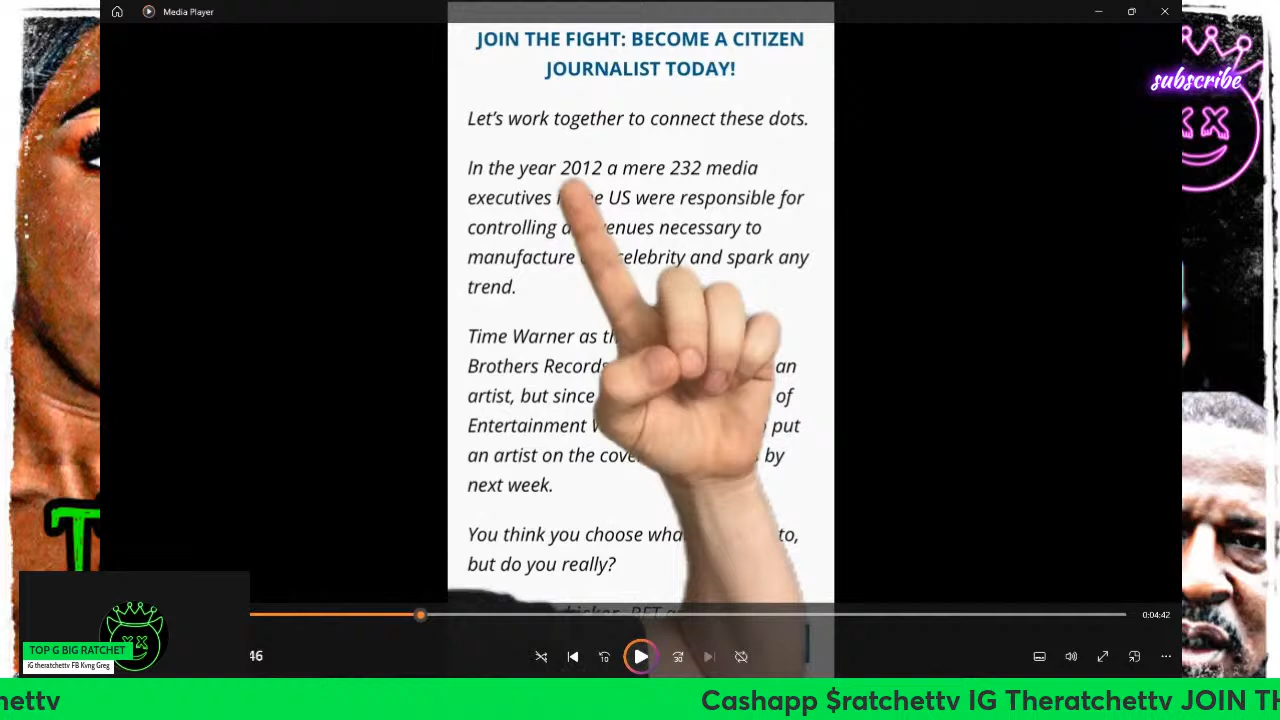 Media Player
subscribe
JOIN THE FIGHT: BECOME A CITIZEN
JOURNALIST TODAY!
Let's work together to connect these dots.
In the year 2012 a mere 232 media
executives US were responsible for
controlling necessary to
manufacture celebrity and spark any
trend.
Time Warner as
Brothers Records an
artist, but since of
Entertainment put
an artist on the by
next week.
You think you choose to,
but do you really?
BET
0:04:42
46
10
30
TOP G BIG RATCHET
iG theratchettv FB Kvng Greg
Cashapp $ratchettv IG Theratchettv JOIN